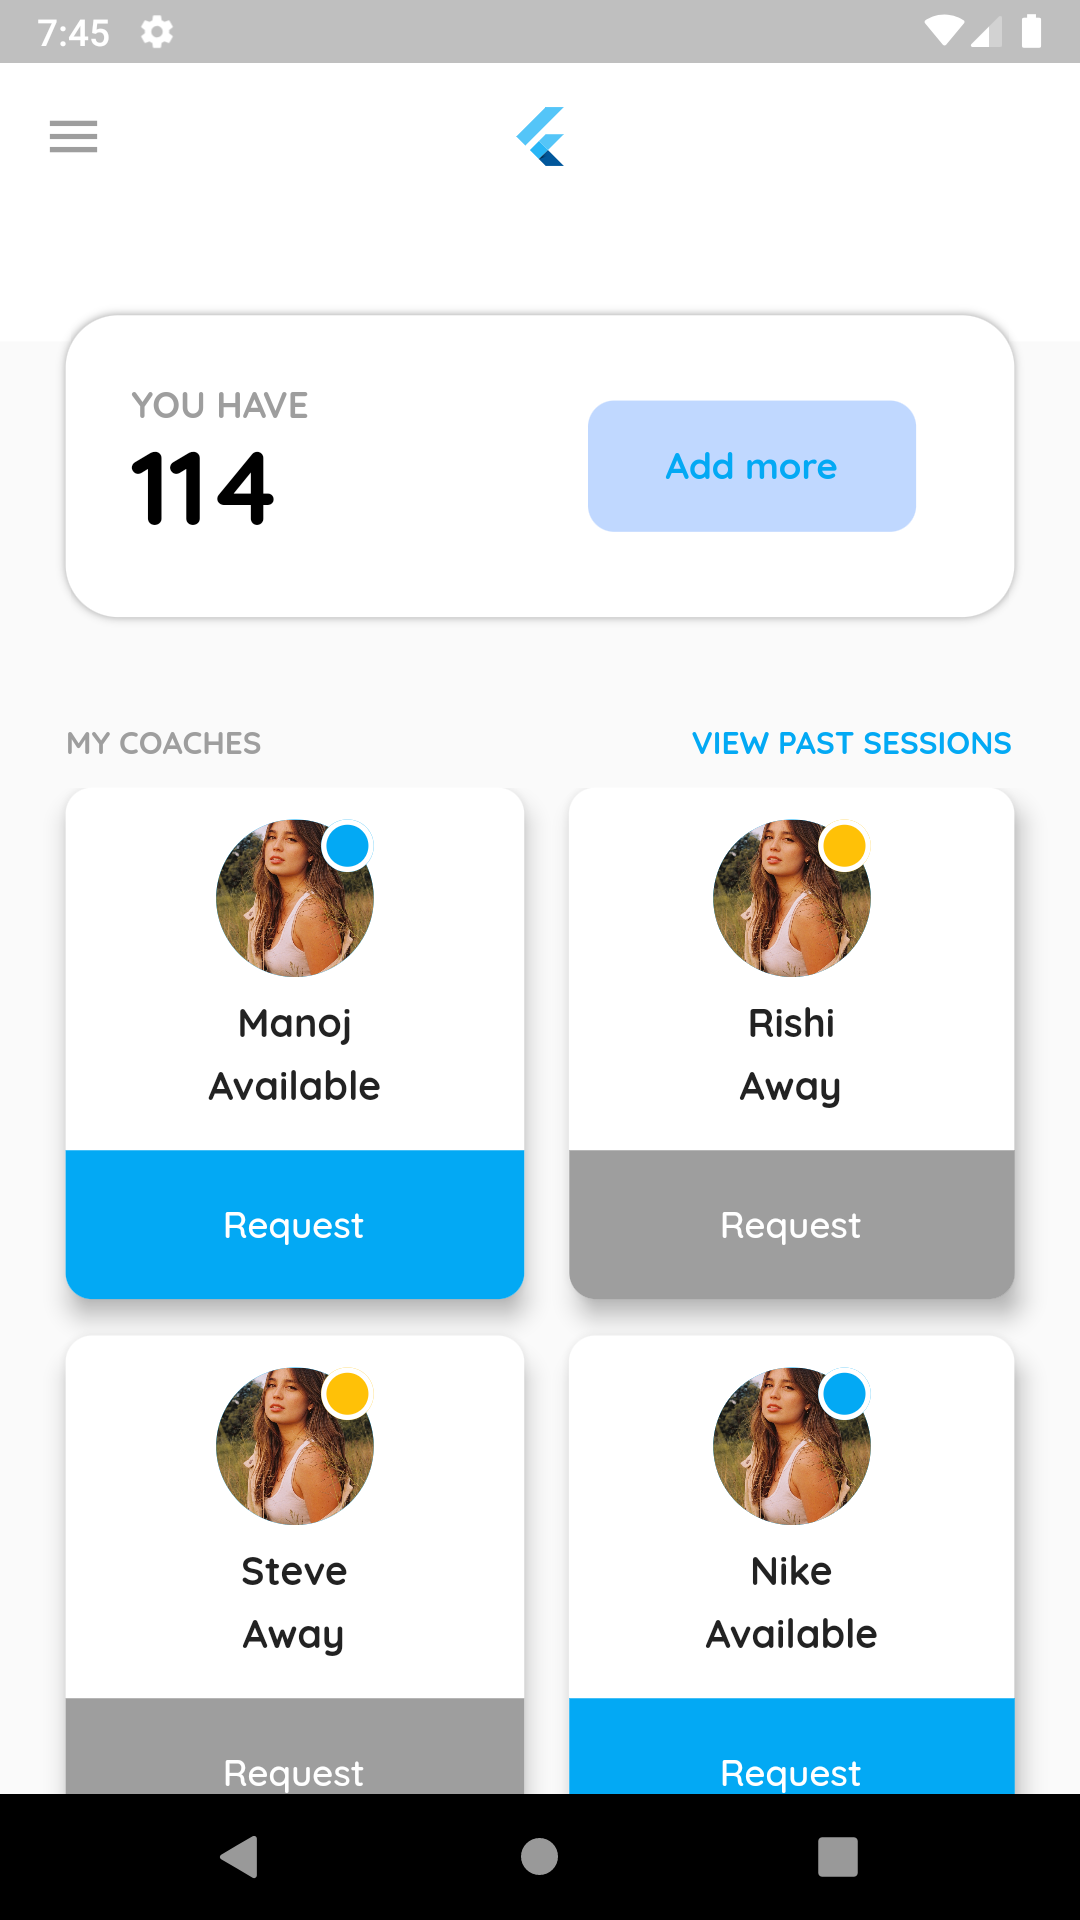 7:45
YOU HAVE
114
Add more
MY COACHES
VIEW PAST SESSIONS
Manoj
Available
Request
Rishi
Away
Request
Steve
Away
Request
Nike
Available
Request